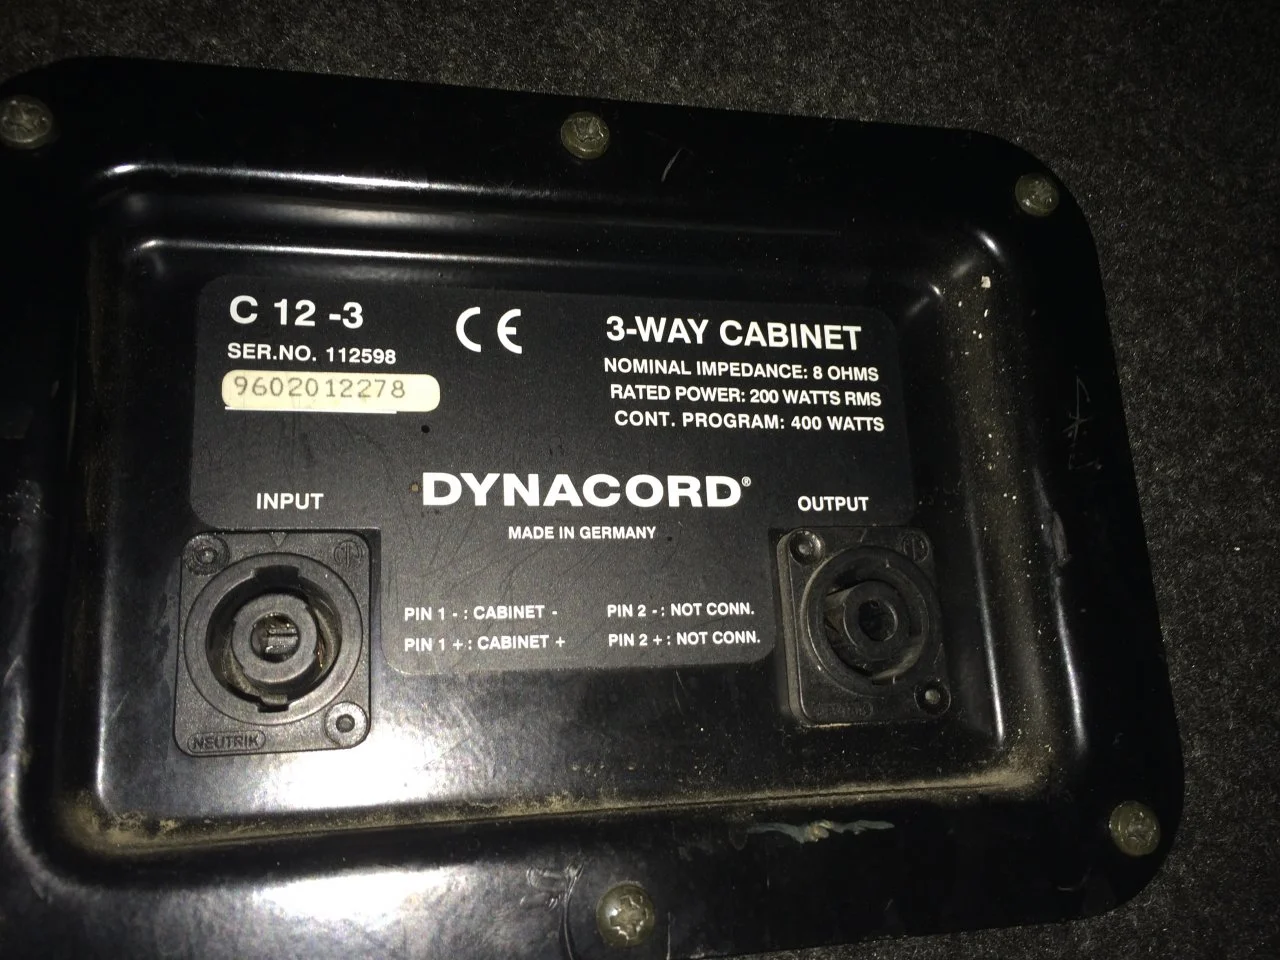 C 12 -3
SER.NO. 112598
9602012278
CE
3-WAY CABINET
NOMINAL IMPEDANCE: 8 OHMS
RATED POWER: 200 WATTS RMS
CONT. PROGRAM: 400 WATTS
DYNACORD®
MADE IN GERMANY
INPUT
OUTPUT
PIN 1 - : CABINET -
PIN 1 + : CABINET +
PIN 2 - : NOT CONN.
PIN 2 + : NOT CONN.
NEUTRIK